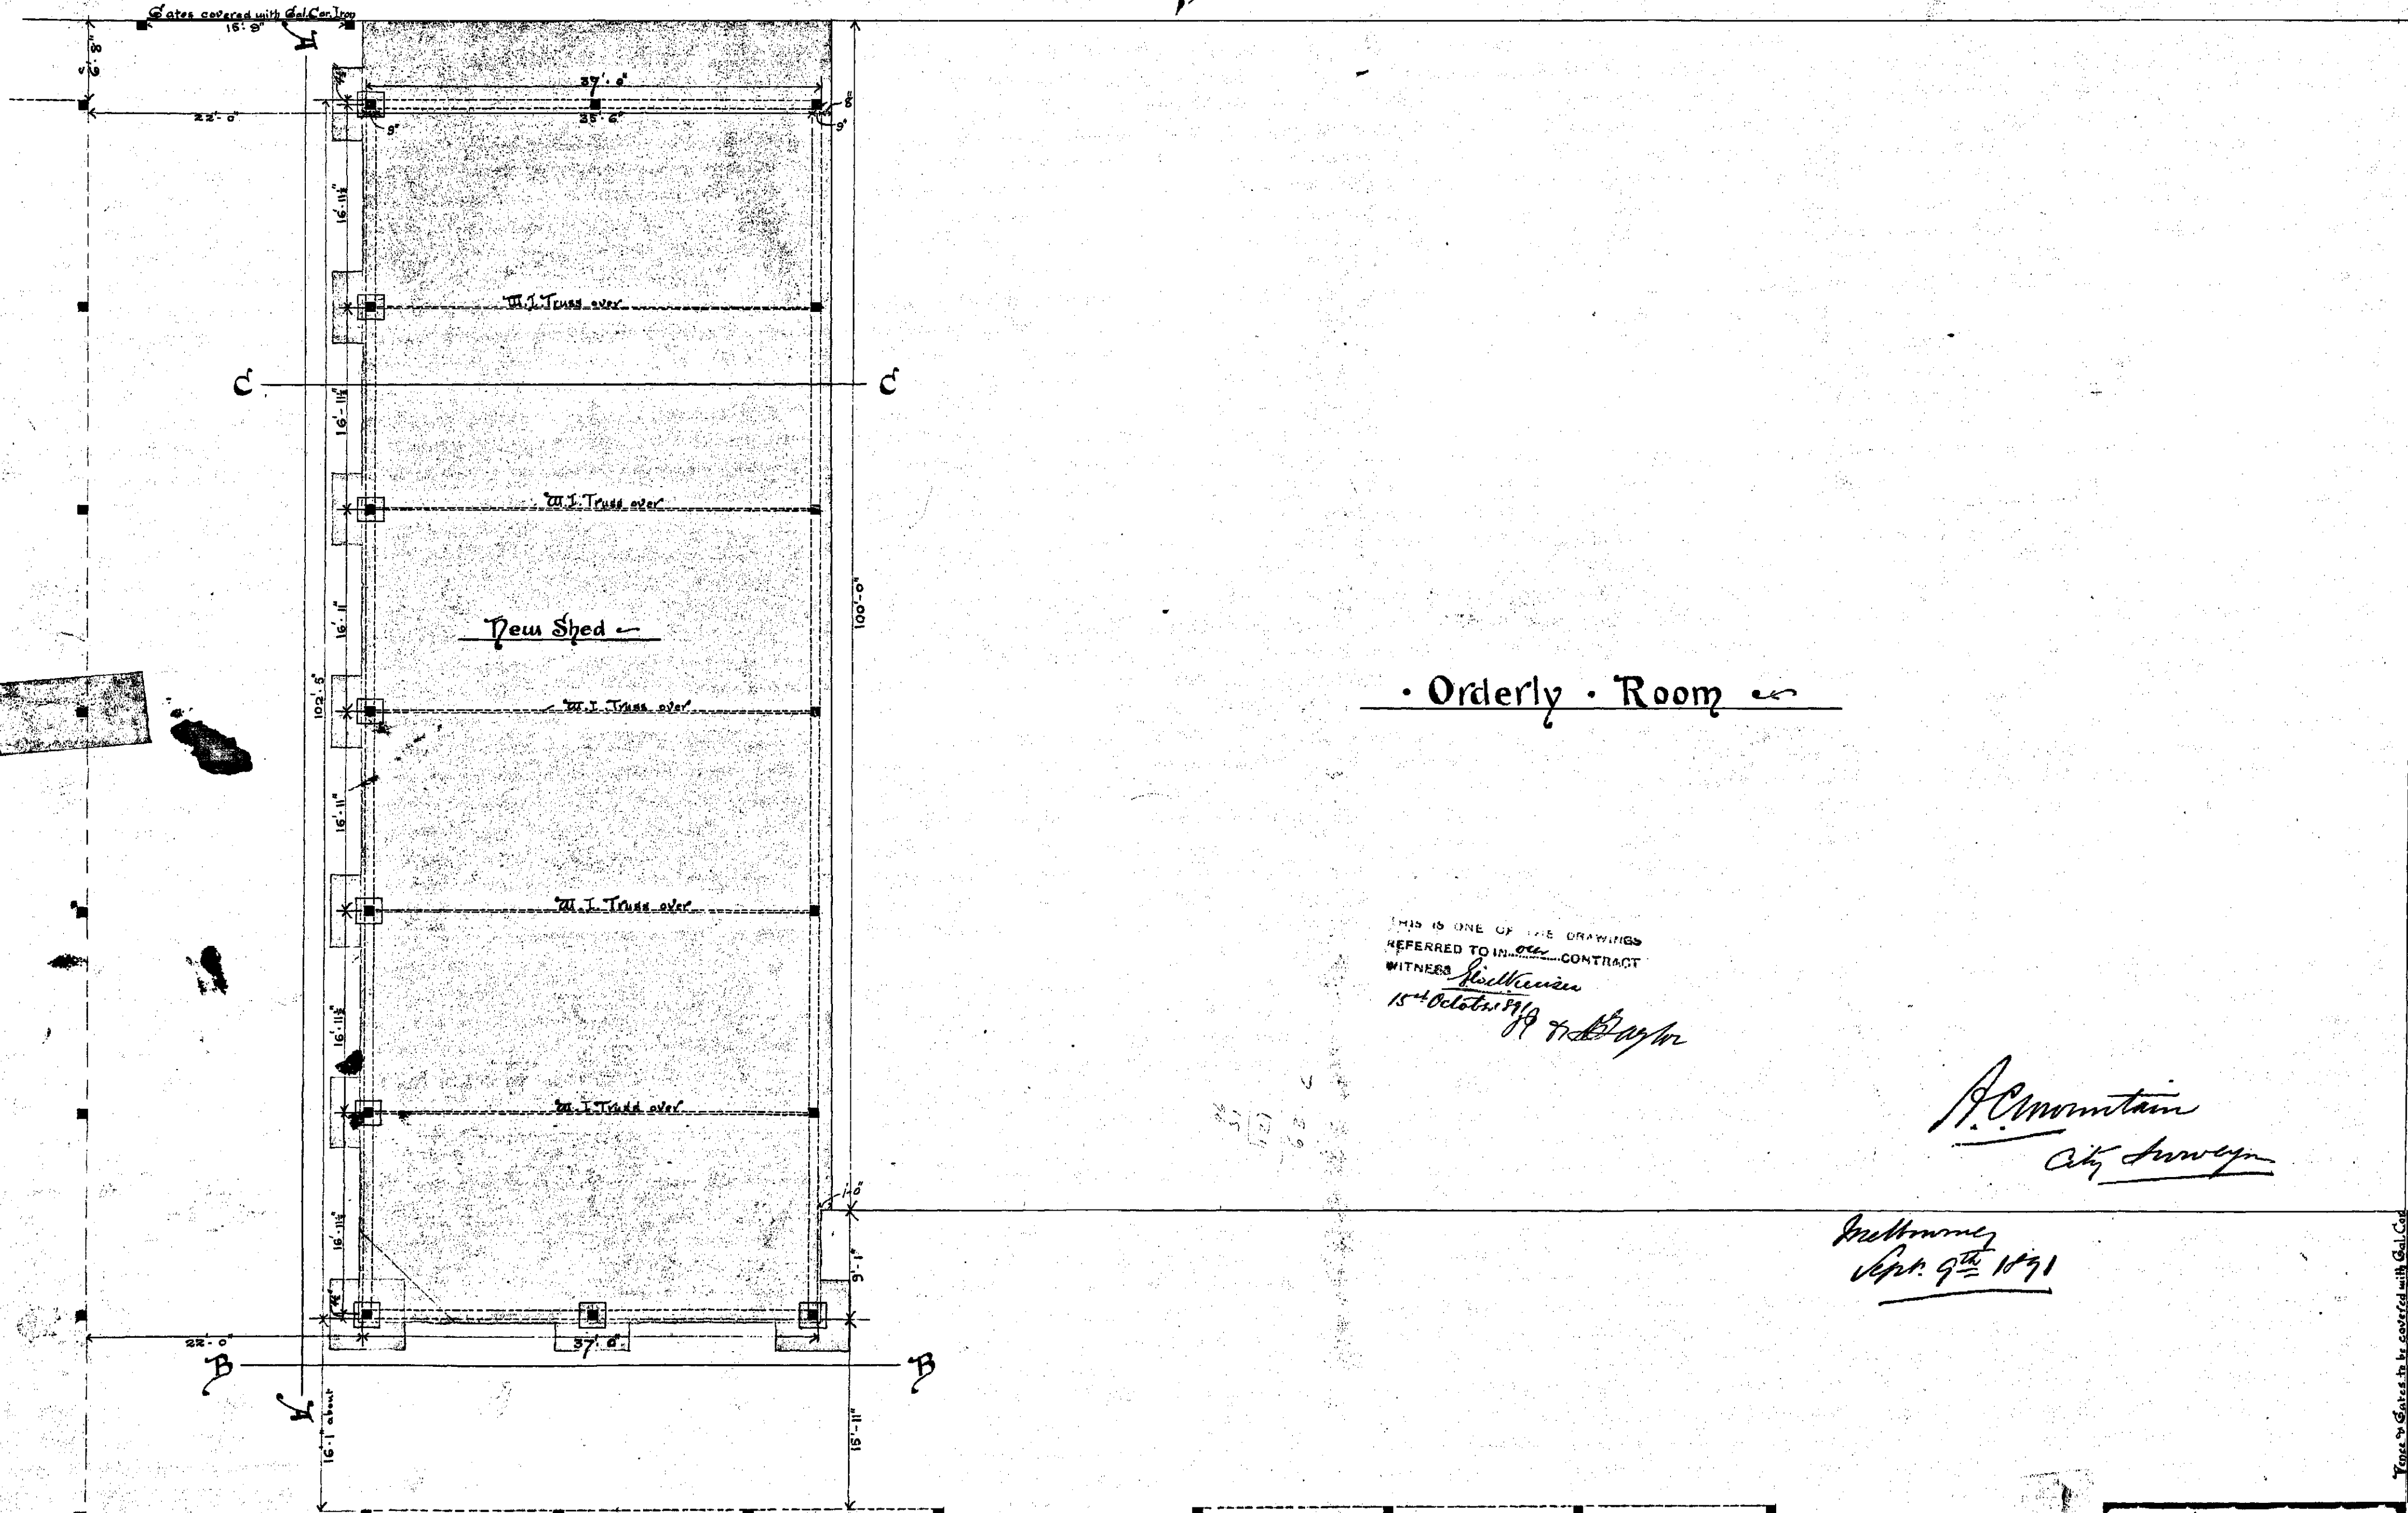 Gates covered with Gal. Cor. Iron
15'. 9"
A
6'. 8"
37'. 0"
22'. 0"
35'. 6"
9"
9"
16'. 11½"
W.I. Truss over
C
C
16'- 11½"
W.I. Truss over
100'-0"
16'. 11"
New Shed
102'. 5"
W.I. Truss over
· Orderly · Room
16'. 11"
W.I. Truss over
THIS IS ONE OF THE DRAWINGS
REFERRED TO IN our CONTRACT
WITNESS
15th October 1891
Taylor
16'. 11½"
W.I. Truss over
A.C. Mountain
City Surveyor
1'-0"
16'. 11½"
9'-1"
Melbourne
Sept. 9th 1891
22'- 0"
37'. 0"
B
B
A
16'. 1" about
15'-11"
Fence & Gates to be covered with Gal. Cor